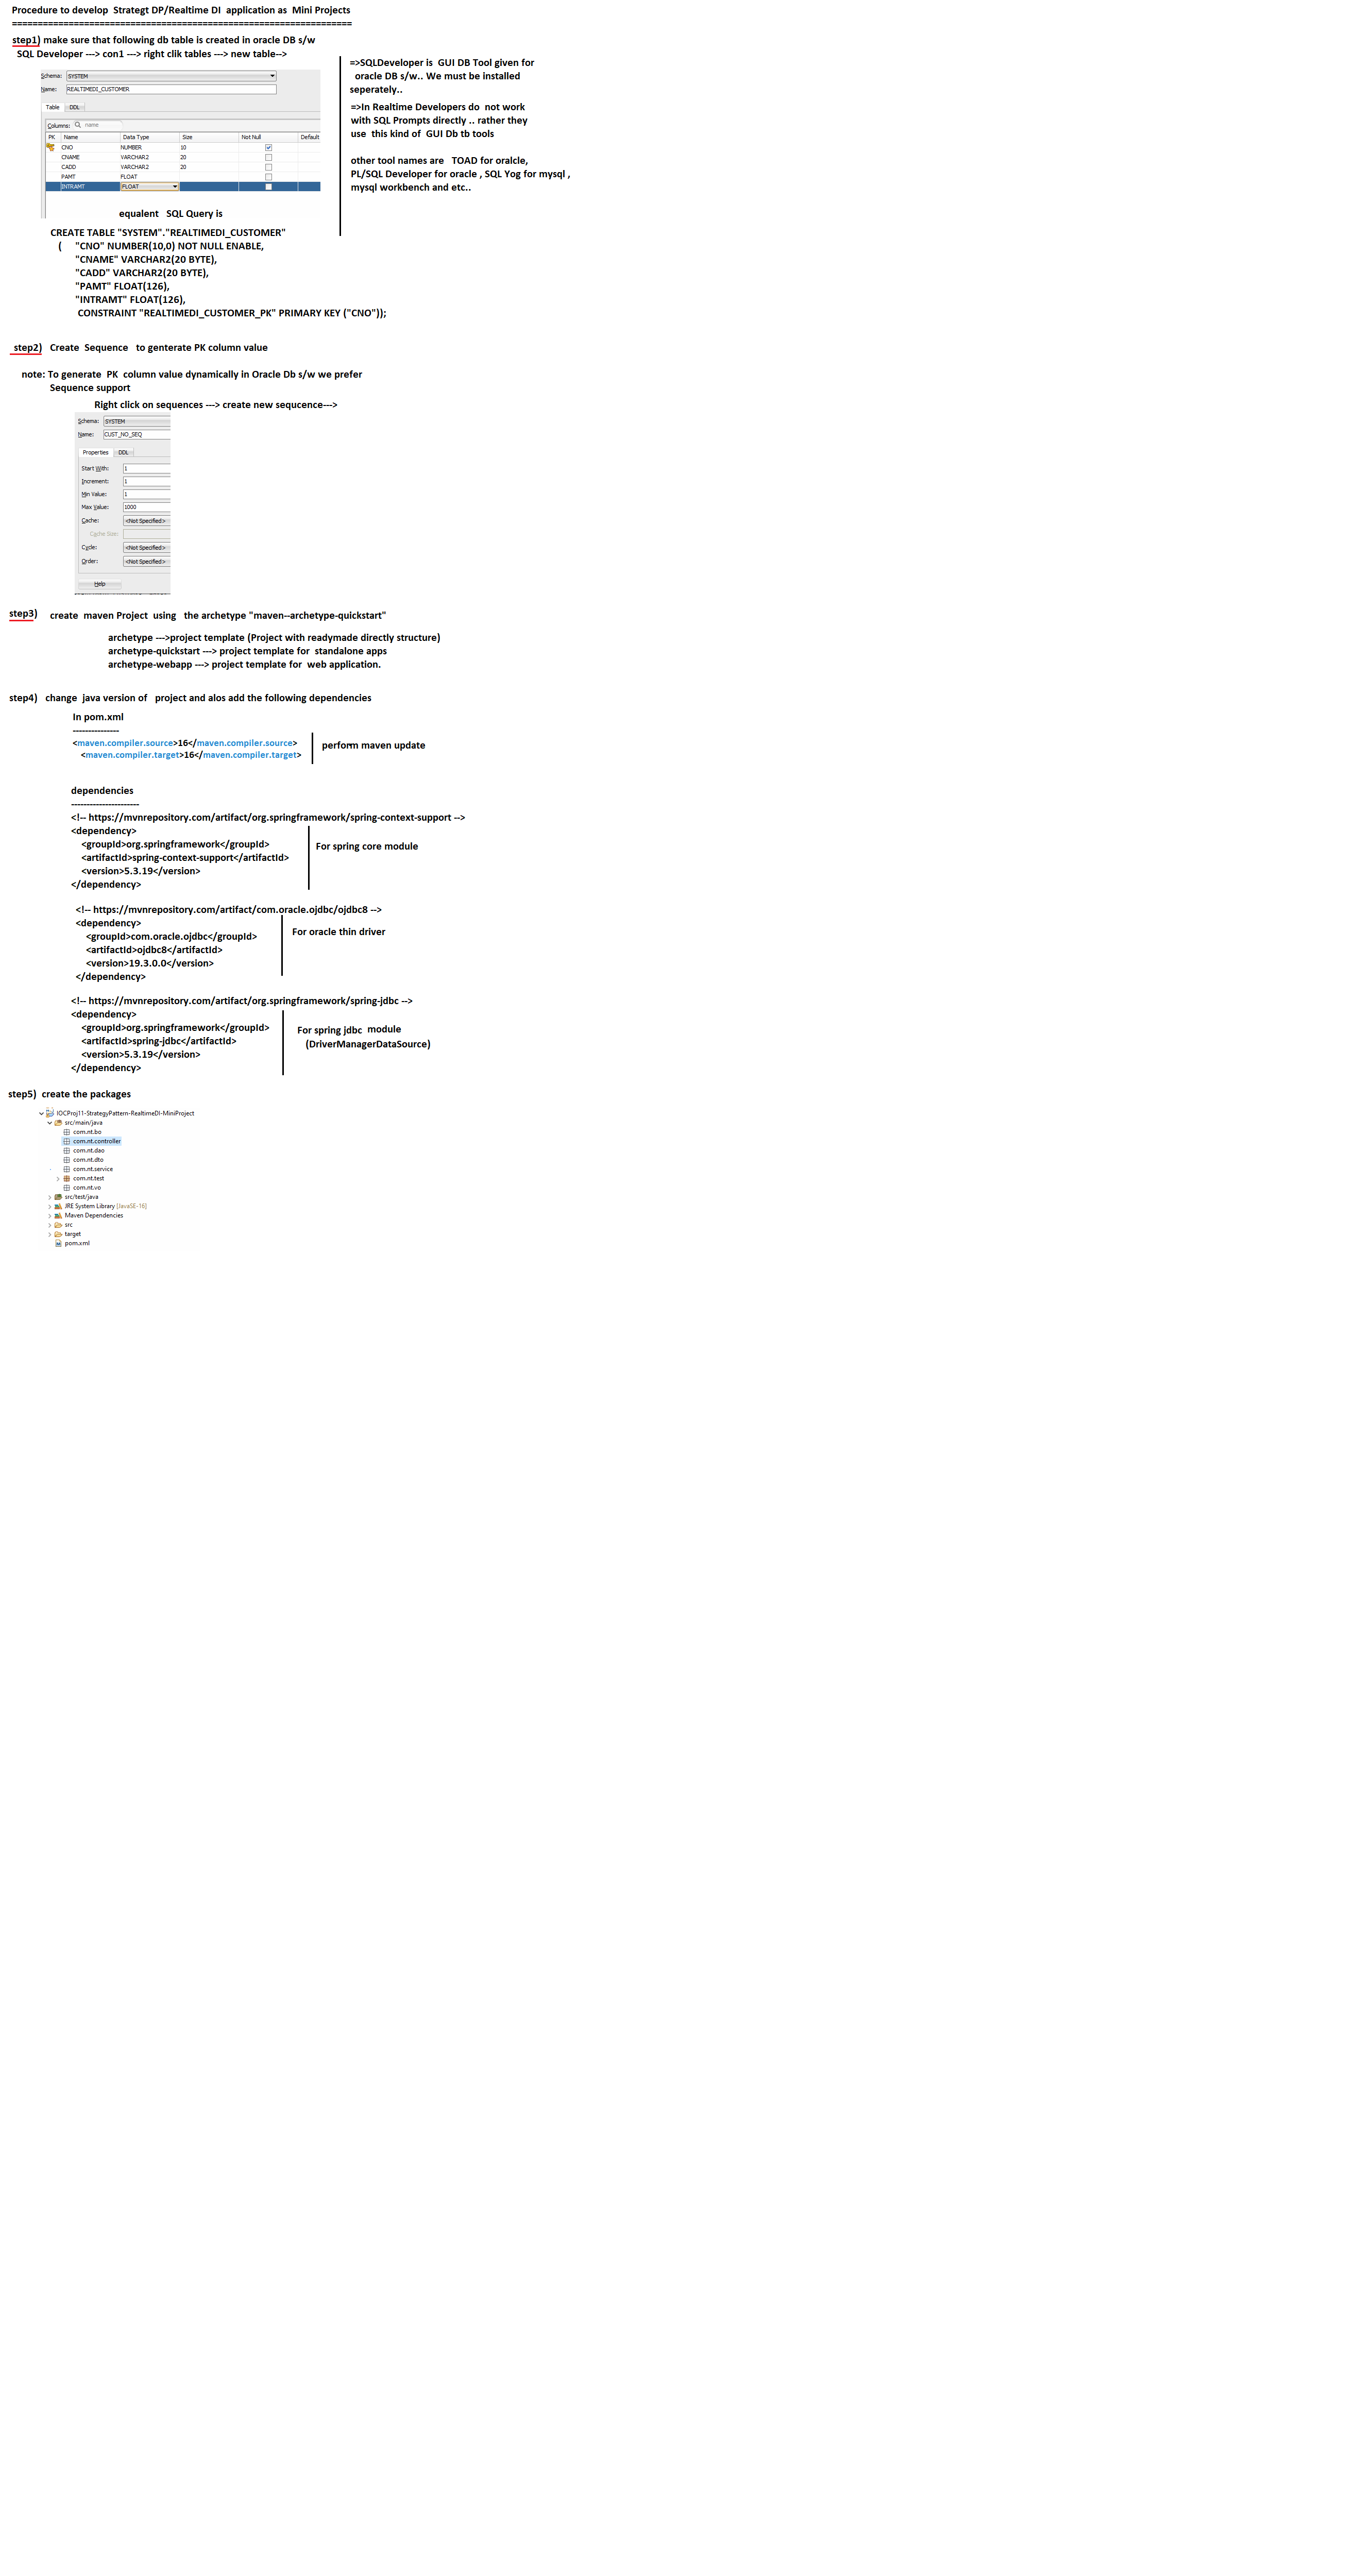 Procedure to develop  Strategt DP/Realtime DI  application as  Mini Projects
==================================================================
step1) make sure that following db table is created in oracle DB s/w
SQL Developer ---> con1 ---> right clik tables ---> new table-->
Schema: SYSTEM
Name: REALTIMEDI_CUSTOMER
Table DDL
Columns: name
PK Name Data Type Size Not Null Default
CNO NUMBER 10
CNAME VARCHAR2 20
CADD VARCHAR2 20
PAMT FLOAT
INTRAMT FLOAT
=>SQLDeveloper is  GUI DB Tool given for
oracle DB s/w.. We must be installed
seperately..
=>In Realtime Developers do  not work
with SQL Prompts directly .. rather they
use  this kind of  GUI Db tb tools
other tool names are   TOAD for oralcle,
PL/SQL Developer for oracle , SQL Yog for mysql ,
mysql workbench and etc..
equalent   SQL Query is
CREATE TABLE "SYSTEM"."REALTIMEDI_CUSTOMER"
(     "CNO" NUMBER(10,0) NOT NULL ENABLE,
"CNAME" VARCHAR2(20 BYTE),
"CADD" VARCHAR2(20 BYTE),
"PAMT" FLOAT(126),
"INTRAMT" FLOAT(126),
CONSTRAINT "REALTIMEDI_CUSTOMER_PK" PRIMARY KEY ("CNO"));
step2)   Create  Sequence   to genterate PK column value
note: To generate  PK  column value dynamically in Oracle Db s/w we prefer
Sequence support
Right click on sequences ---> create new sequcence--->
Schema: SYSTEM
Name: CUST_NO_SEQ
Properties DDL
Start With: 1
Increment: 1
Min Value: 1
Max Value: 1000
Cache: <Not Specified>
Cache Size:
Cycle: <Not Specified>
Order: <Not Specified>
Help
step3)    create  maven Project  using   the archetype "maven--archetype-quickstart"
archetype --->project template (Project with readymade directly structure)
archetype-quickstart ---> project template for  standalone apps
archetype-webapp ---> project template for  web application.
step4)   change  java version of   project and alos add the following dependencies
In pom.xml
---------------
<maven.compiler.source>16</maven.compiler.source>
<maven.compiler.target>16</maven.compiler.target>
perform maven update
dependencies
----------------------
<!-- https://mvnrepository.com/artifact/org.springframework/spring-context-support -->
<dependency>
<groupId>org.springframework</groupId>
<artifactId>spring-context-support</artifactId>
<version>5.3.19</version>
</dependency>
For spring core module
<!-- https://mvnrepository.com/artifact/com.oracle.ojdbc/ojdbc8 -->
<dependency>
<groupId>com.oracle.ojdbc</groupId>
<artifactId>ojdbc8</artifactId>
<version>19.3.0.0</version>
</dependency>
For oracle thin driver
<!-- https://mvnrepository.com/artifact/org.springframework/spring-jdbc -->
<dependency>
<groupId>org.springframework</groupId>
<artifactId>spring-jdbc</artifactId>
<version>5.3.19</version>
</dependency>
For spring jdbc  module
(DriverManagerDataSource)
step5)  create the packages
IOCProj11-StrategyPattern-RealtimeDI-MiniProject
src/main/java
com.nt.bo
com.nt.controller
com.nt.dao
com.nt.dto
com.nt.service
com.nt.test
com.nt.vo
src/test/java
JRE System Library [JavaSE-16]
Maven Dependencies
src
target
pom.xml